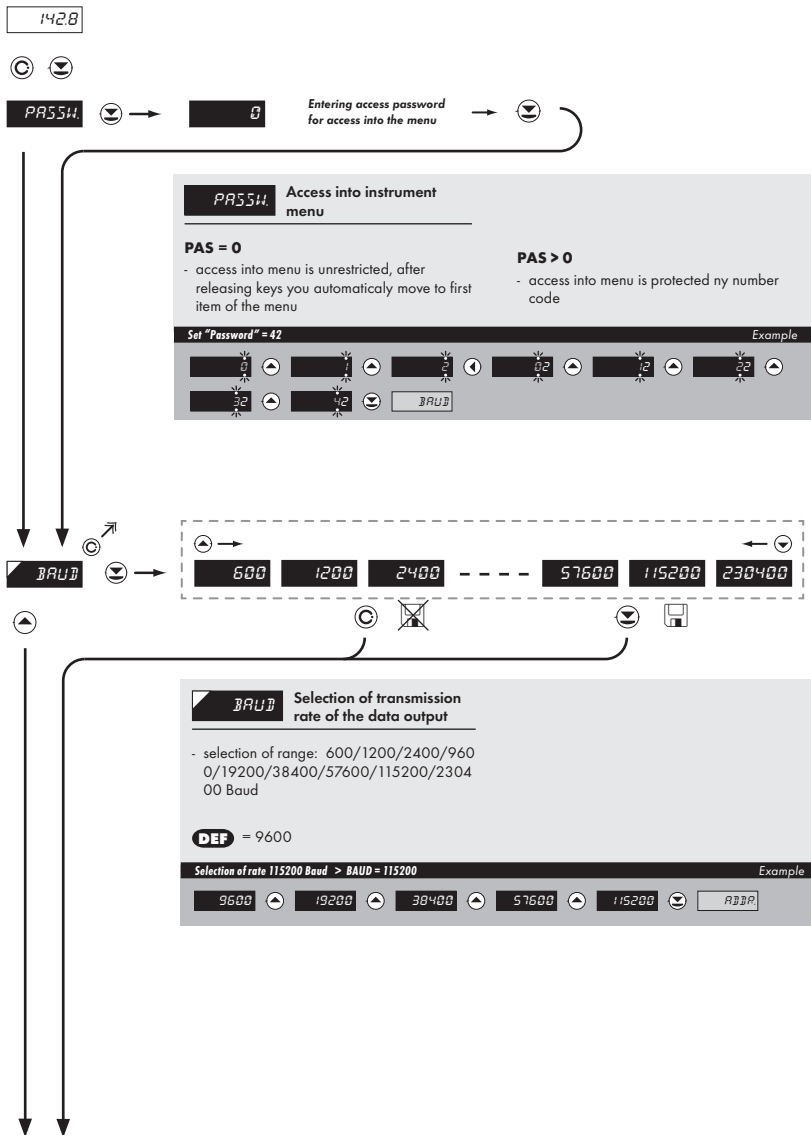 142.8
PASSW.
0
Entering access password
for access into the menu
PASSW.
Access into instrument
menu
PAS = 0
- access into menu is unrestricted, after
releasing keys you automaticaly move to first
item of the menu
PAS > 0
- access into menu is protected ny number
code
Set "Password" = 42 Example
0 1 2 02 12 22
32 42 BAUD
BAUD
600 1200 2400 57600 115200 230400
BAUD
Selection of transmission
rate of the data output
- selection of range: 600/1200/2400/960
0/19200/38400/57600/115200/2304
00 Baud
DEF = 9600
Selection of rate 115200 Baud > BAUD = 115200 Example
9600 19200 38400 57600 115200 ADDR.